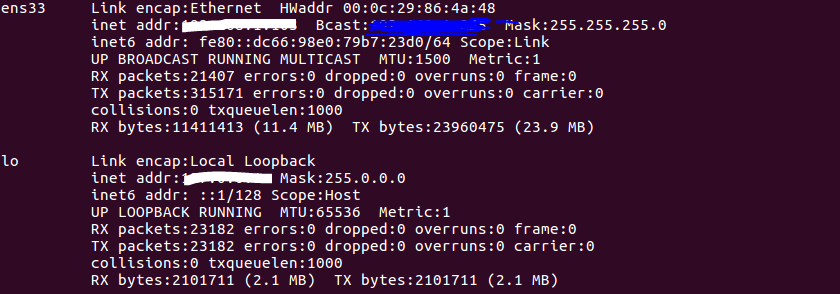 ens33 Link encap:Ethernet HWaddr 00:0c:29:86:4a:48
inet addr: Bcast: Mask:255.255.255.0
inet6 addr: fe80::dc66:98e0:79b7:23d0/64 Scope:Link
UP BROADCAST RUNNING MULTICAST MTU:1500 Metric:1
RX packets:21407 errors:0 dropped:0 overruns:0 frame:0
TX packets:315171 errors:0 dropped:0 overruns:0 carrier:0
collisions:0 txqueuelen:1000
RX bytes:11411413 (11.4 MB) TX bytes:23960475 (23.9 MB)
lo Link encap:Local Loopback
inet addr: Mask:255.0.0.0
inet6 addr: ::1/128 Scope:Host
UP LOOPBACK RUNNING MTU:65536 Metric:1
RX packets:23182 errors:0 dropped:0 overruns:0 frame:0
TX packets:23182 errors:0 dropped:0 overruns:0 carrier:0
collisions:0 txqueuelen:1000
RX bytes:2101711 (2.1 MB) TX bytes:2101711 (2.1 MB)